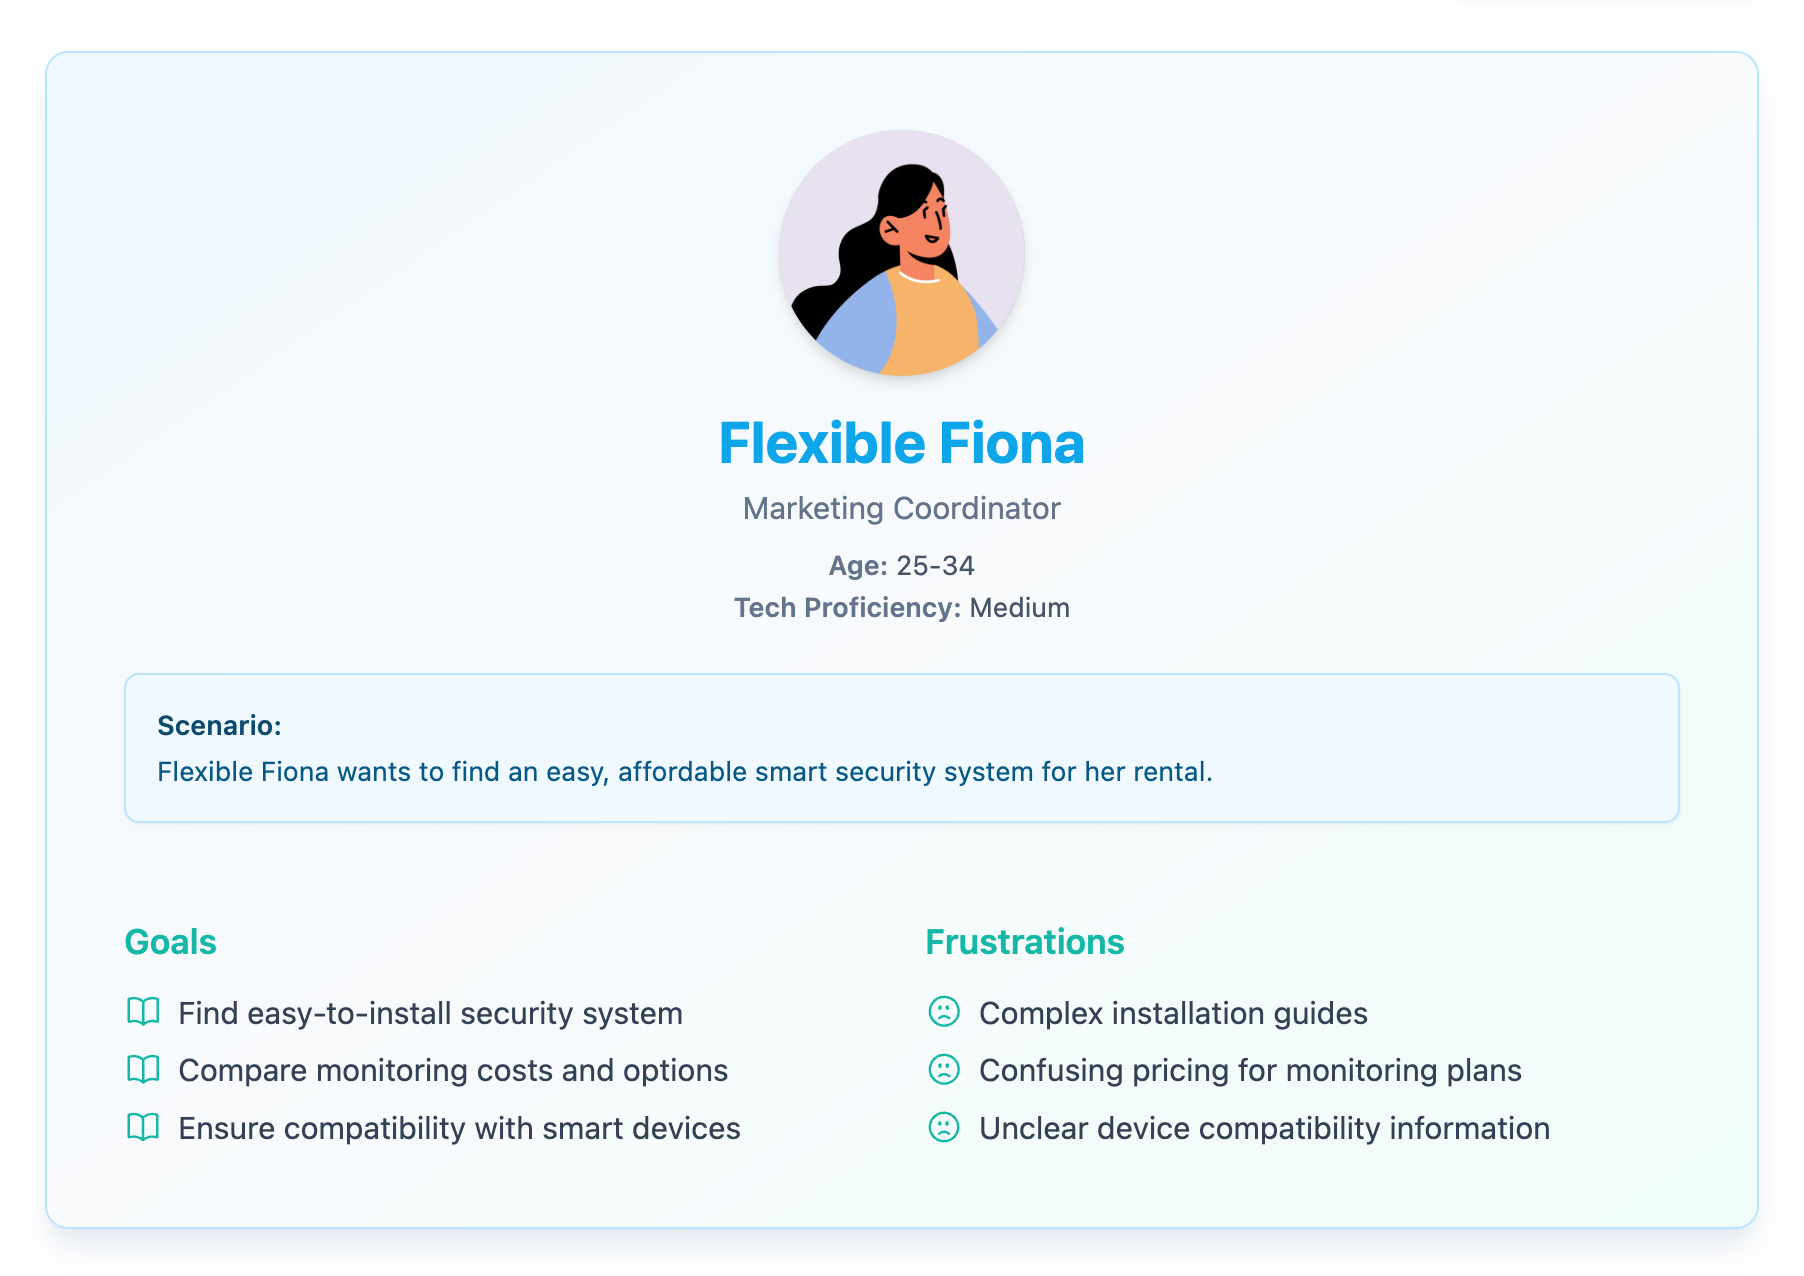 Flexible Fiona
Marketing Coordinator
Age: 25-34
Tech Proficiency: Medium
Scenario:
Flexible Fiona wants to find an easy, affordable smart security system for her rental.
Goals
Find easy-to-install security system
Compare monitoring costs and options
Ensure compatibility with smart devices
Frustrations
Complex installation guides
Confusing pricing for monitoring plans
Unclear device compatibility information